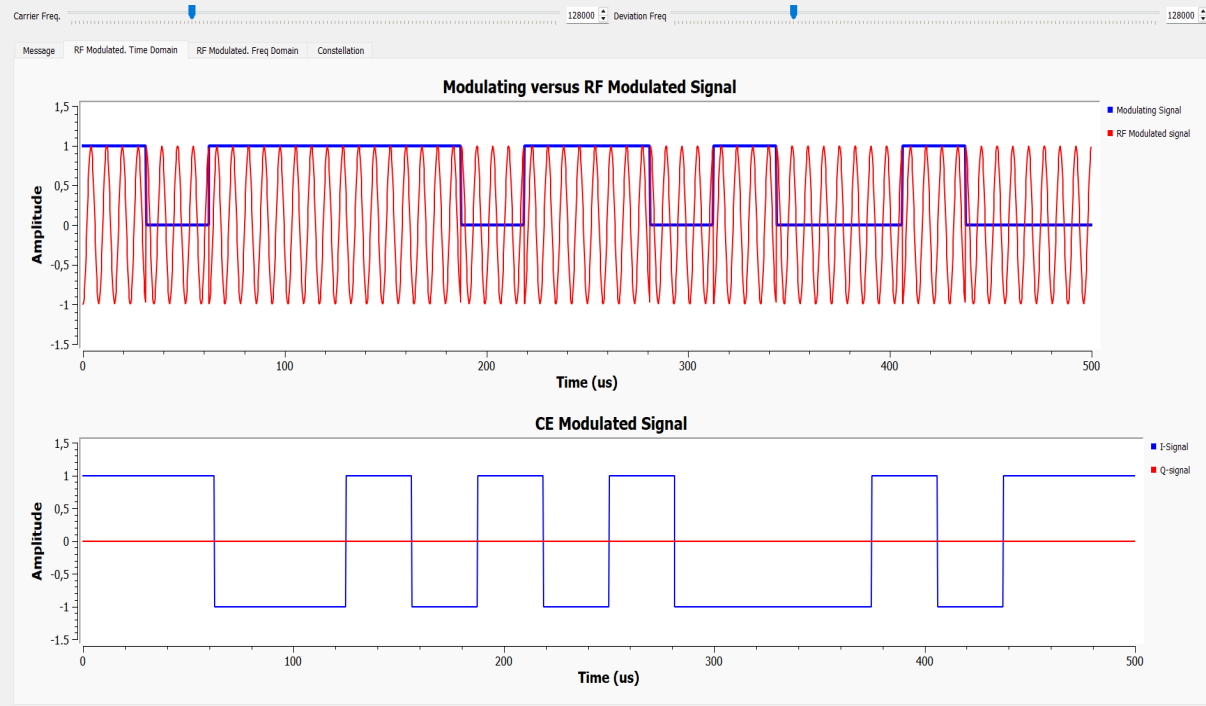 Carrier Freq. 128000 Deviation Freq 128000
Message RF Modulated. Time Domain RF Modulated. Freq Domain Constellation
Modulating versus RF Modulated Signal
1,5
1
0,5
0
-0,5
-1
-1.5
Amplitude
0 100 200 300 400 500
Time (us)
Modulating Signal
RF Modulated signal
CE Modulated Signal
1,5
1
0,5
0
-0,5
-1
-1.5
Amplitude
0 100 200 300 400 500
Time (us)
I-Signal
Q-signal